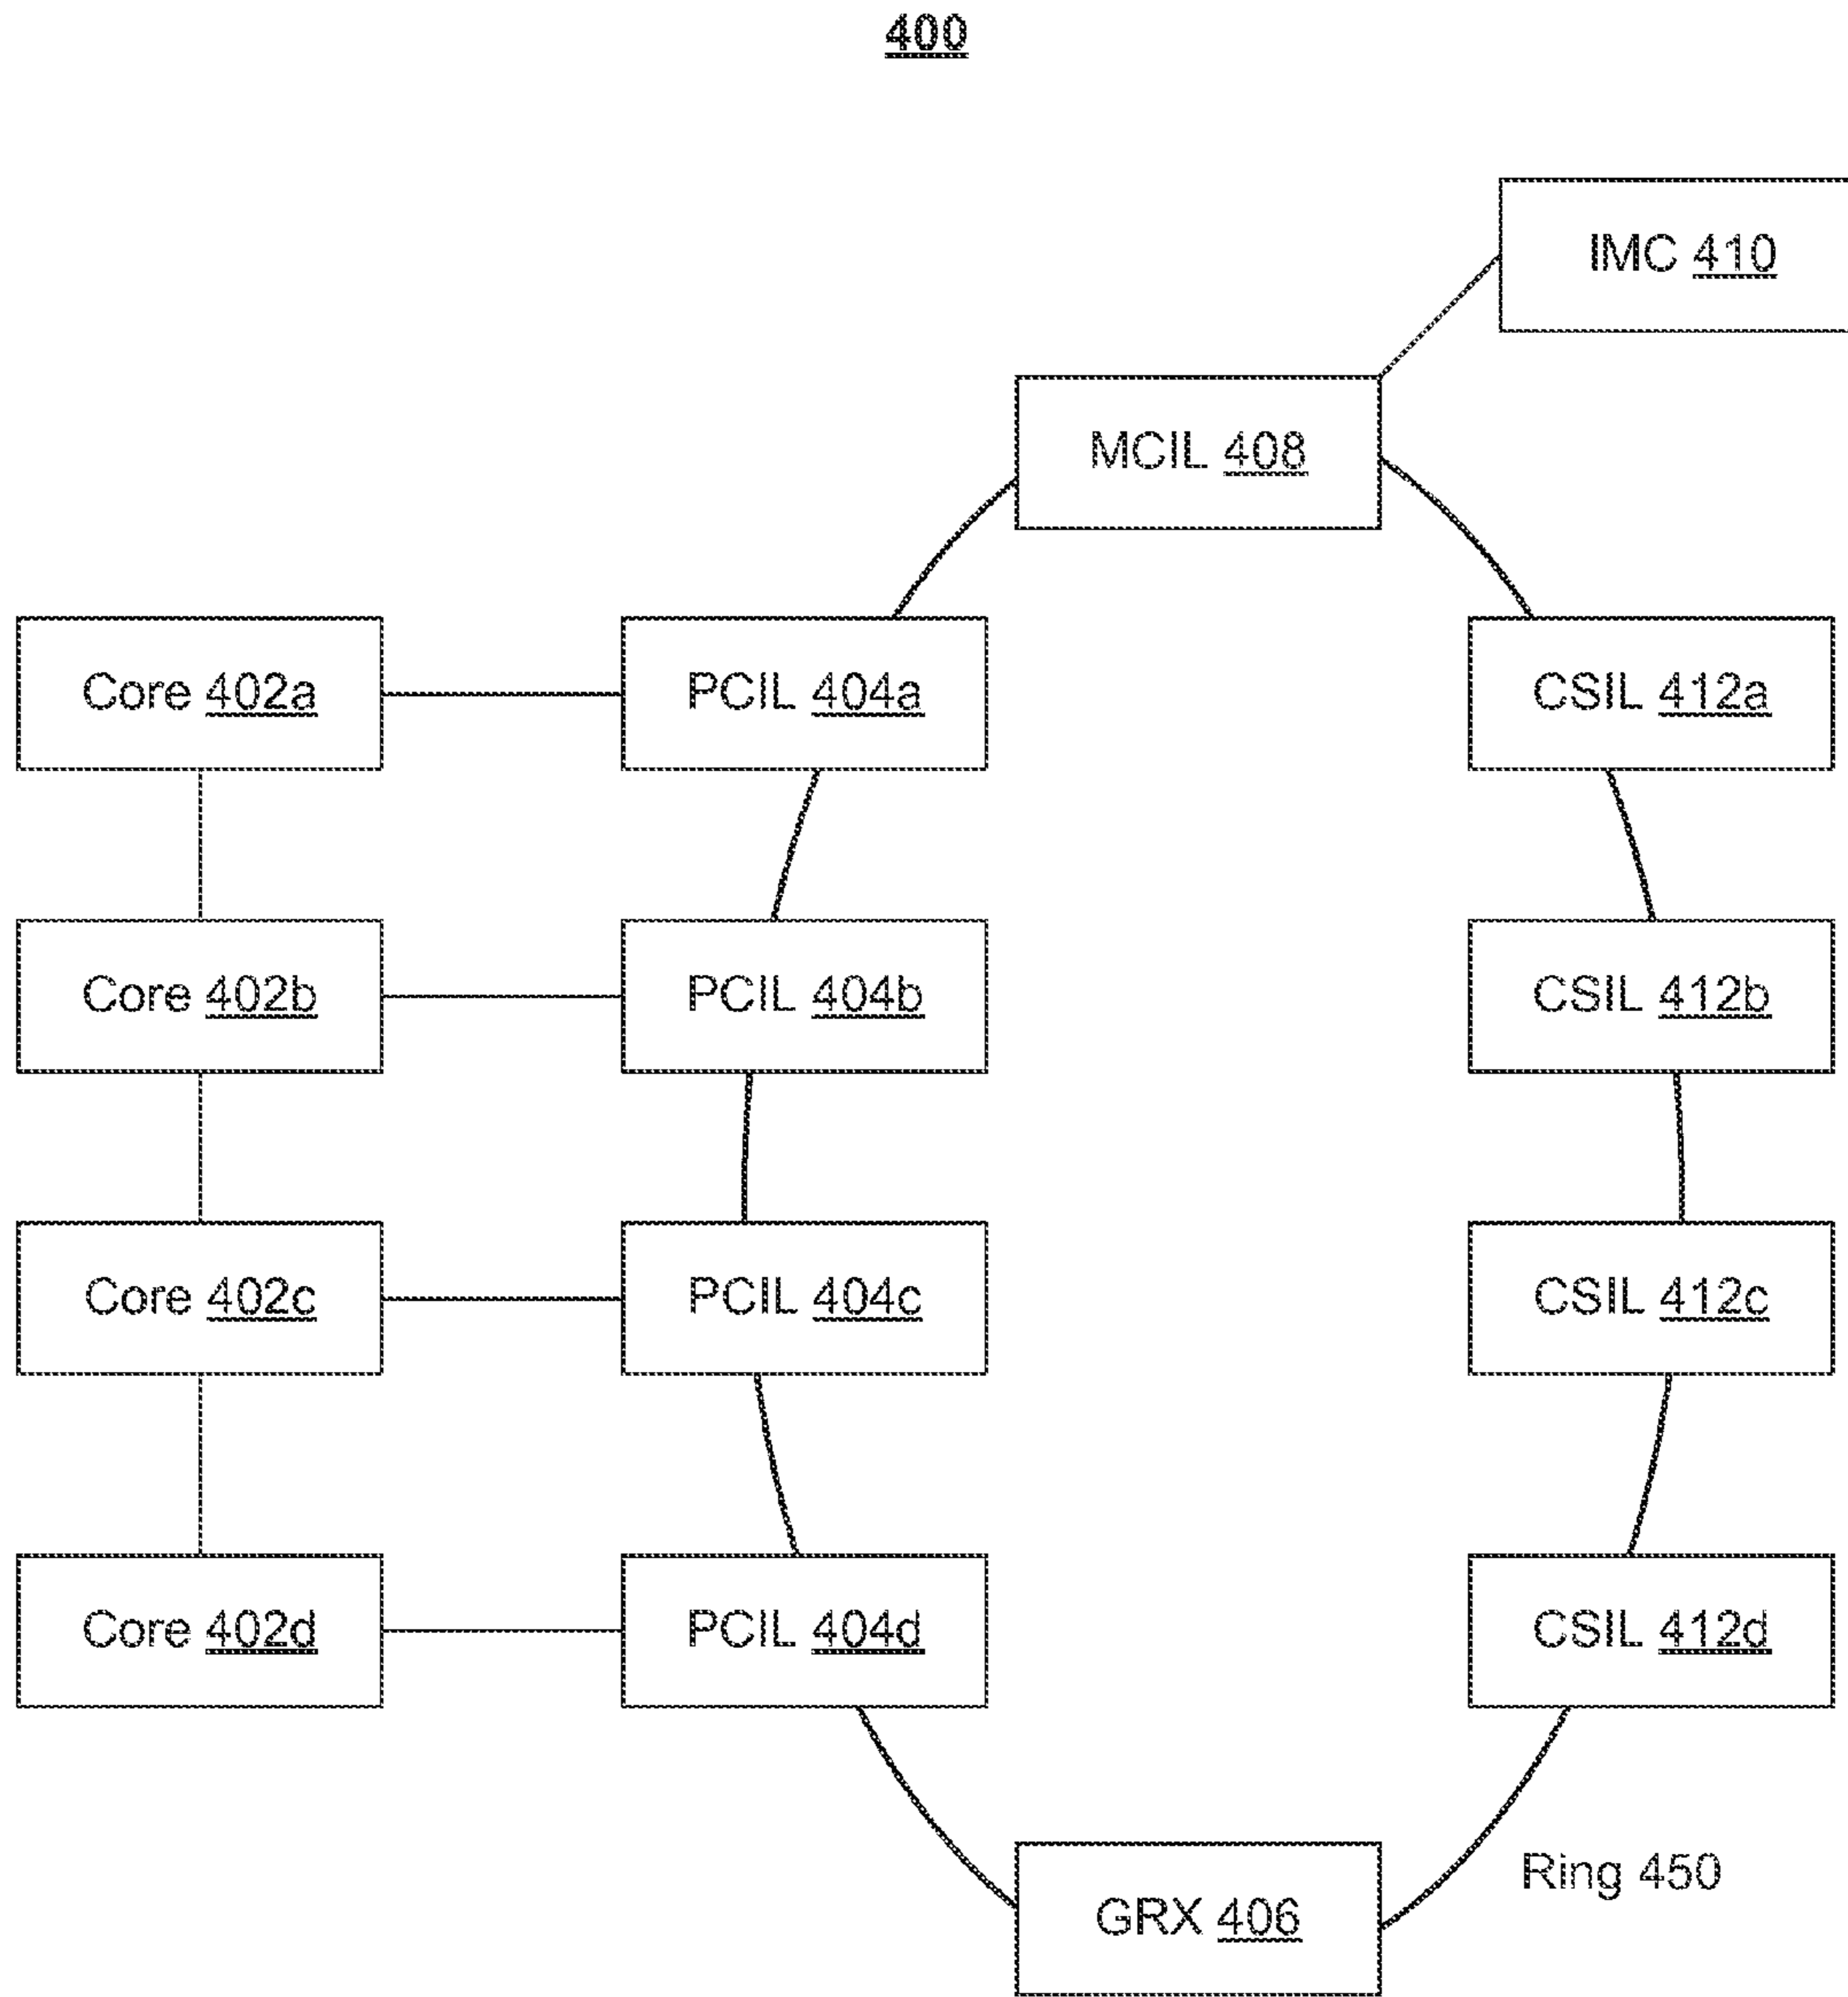 400
IMC 410
MCIL 408
Core 402a
PCIL 404a
CSIL 412a
Core 402b
PCIL 404b
CSIL 412b
Core 402c
PCIL 404c
CSIL 412c
Core 402d
PCIL 404d
CSIL 412d
Ring 450
GRX 406